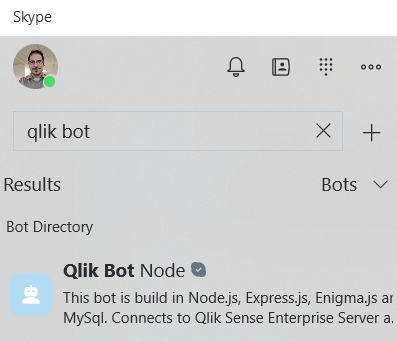 Skype
qlik bot
Results
Bots
Bot Directory
Qlik Bot Node
This bot is build in Node.js, Express.js, Enigma.js
MySql. Connects to Qlik Sense Enterprise Server a.